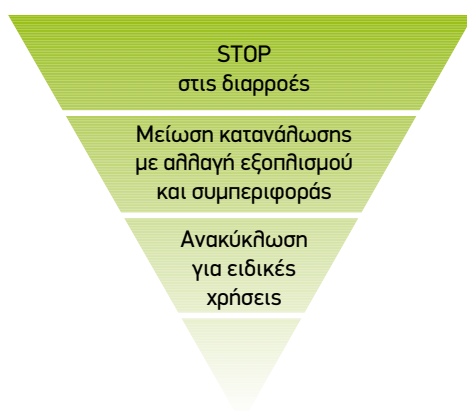 STOP
στις διαρροές
Μείωση κατανάλωσης
με αλλαγή εξοπλισμού
και συμπεριφοράς
Ανακύκλωση
για ειδικές
χρήσεις